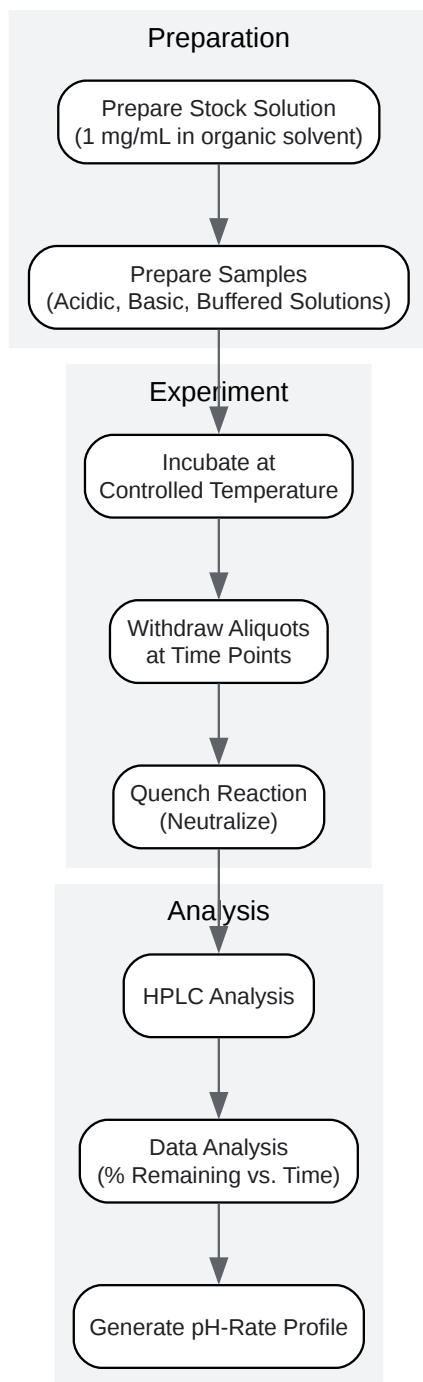 Preparation
Prepare Stock Solution
(1 mg/mL in organic solvent)
Prepare Samples
(Acidic, Basic, Buffered Solutions)
Experiment
Incubate at
Controlled Temperature
Withdraw Aliquots
at Time Points
Quench Reaction
(Neutralize)
Analysis
HPLC Analysis
Data Analysis
(% Remaining vs. Time)
Generate pH-Rate Profile